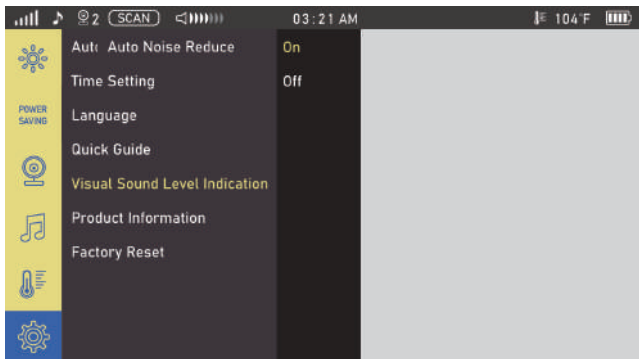 2 SCAN 03:21 AM 104°F
Aut Auto Noise Reduce On
Time Setting Off
POWER
SAVING
Language
Quick Guide
Visual Sound Level Indication
Product Information
Factory Reset